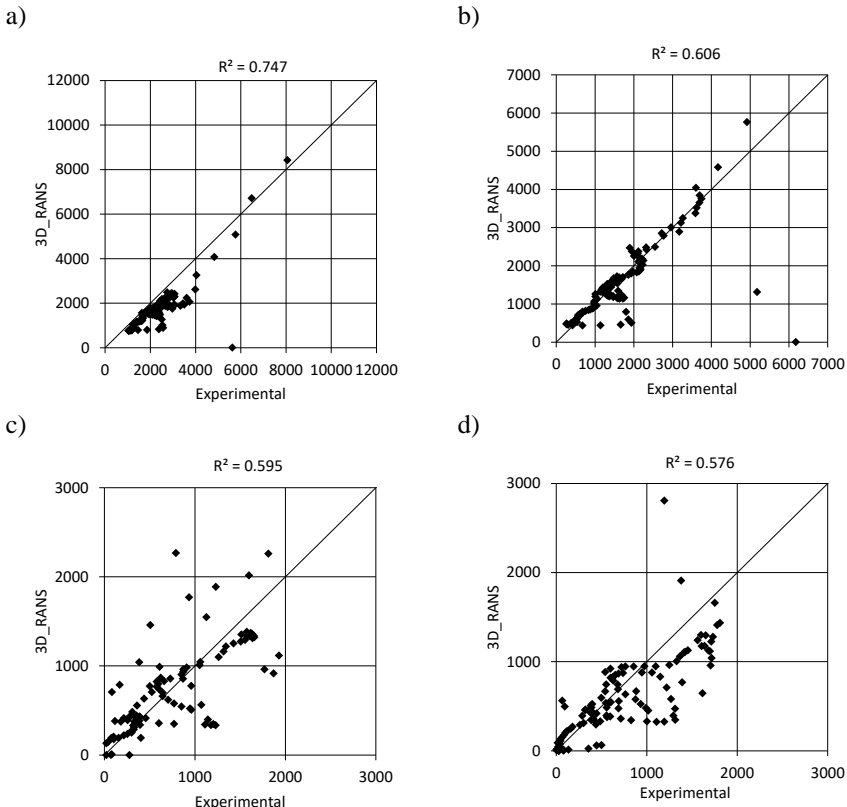 a)
b)
R² = 0.747
R² = 0.606
12000
10000
8000
6000
4000
2000
0
3D_RANS
0 2000 4000 6000 8000 10000 12000
Experimental
7000
6000
5000
4000
3000
2000
1000
0
3D_RANS
0 1000 2000 3000 4000 5000 6000 7000
Experimental
c)
d)
R² = 0.595
R² = 0.576
3000
2000
1000
0
3D_RANS
0 1000 2000 3000
Experimental
3000
2000
1000
0
3D_RANS
0 1000 2000 3000
Experimental